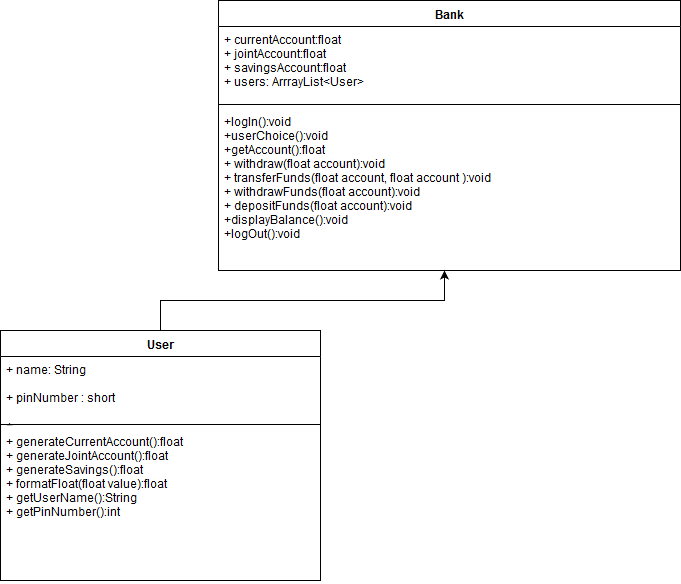 Bank
+ currentAccount:float
+ jointAccount:float
+ savingsAccount:float
+ users: ArrrayList<User>
+logIn():void
+userChoice():void
+getAccount():float
+ withdraw(float account):void
+ transferFunds(float account, float account ):void
+ withdrawFunds(float account):void
+ depositFunds(float account):void
+displayBalance():void
+logOut():void
User
+ name: String
+ pinNumber : short
+ generateCurrentAccount():float
+ generateJointAccount():float
+ generateSavings():float
+ formatFloat(float value):float
+ getUserName():String
+ getPinNumber():int